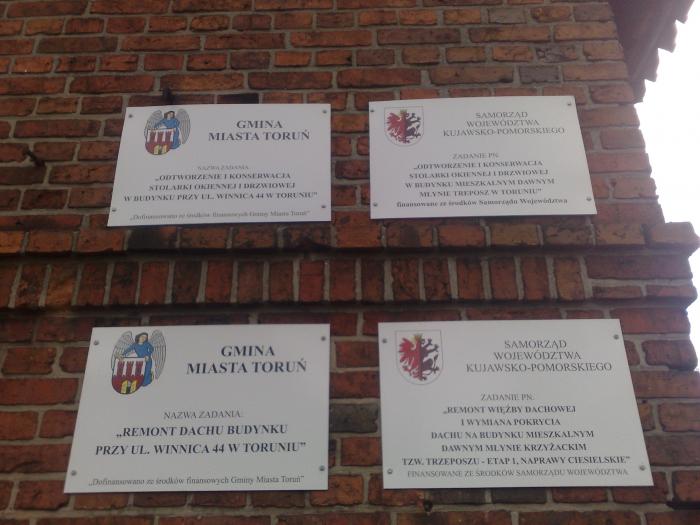 GMINA
MIASTA TORUŃ
NAZWA ZADANIA:
„ODTWORZENIE I KONSERWACJA
STOLARKI OKIENNEJ I DRZWIOWEJ
W BUDYNKU PRZY UL. WINNICA 44 W TORUNIU”
„Dofinansowano ze środków finansowych Gminy Miasta Toruń”
SAMORZĄD
WOJEWÓDZTWA
KUJAWSKO-POMORSKIEGO
ZADANIE PN.
„ODTWORZENIE I KONSERWACJA
STOLARKI OKIENNEJ I DRZWIOWEJ
W BUDYNKU MIESZKALNYM DAWNYM
MŁYNIE TREPOSZ W TORUNIU”
finansowane ze środków Samorządu Województwa
GMINA
MIASTA TORUŃ
NAZWA ZADANIA:
„REMONT DACHU BUDYNKU
PRZY UL. WINNICA 44 W TORUNIU”
„Dofinansowano ze środków finansowych Gminy Miasta Toruń”
SAMORZĄD
WOJEWÓDZTWA
KUJAWSKO-POMORSKIEGO
ZADANIE PN:
„REMONT WIĘŹBY DACHOWEJ
I WYMIANA POKRYCIA
DACHU NA BUDYNKU MIESZKALNYM
DAWNYM MŁYNIE KRZYŻACKIM
TZW. TRZEPOSZU - ETAP 1, NAPRAWY CIESIELSKIE”
FINANSOWANE ZE ŚRODKÓW SAMORZĄDU WOJEWÓDZTWA